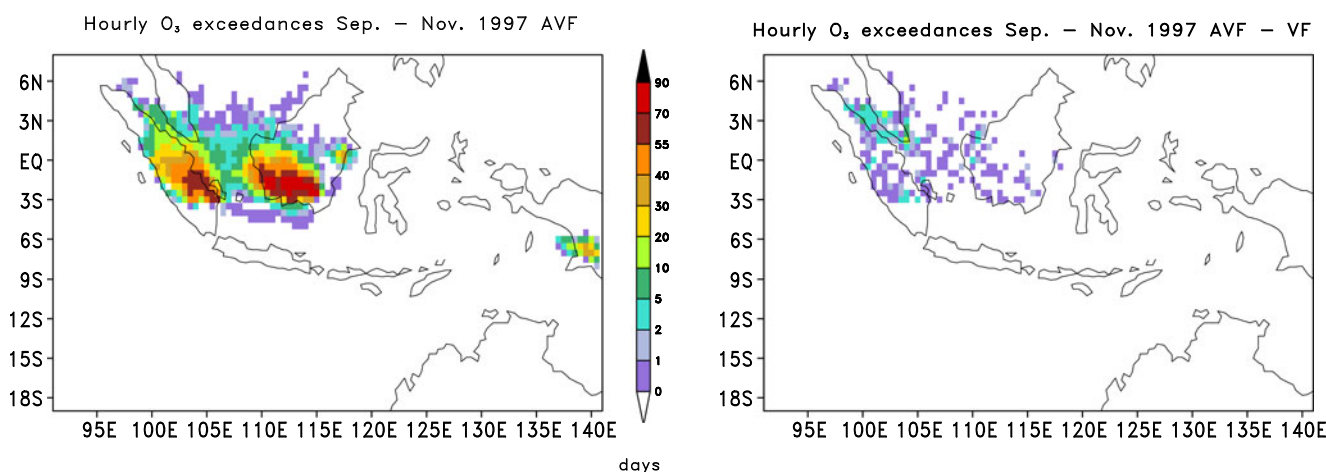 Hourly O₃ exceedances Sep. – Nov. 1997 AVF
6N
3N
EQ
3S
6S
9S
12S
15S
18S
95E 100E 105E 110E 115E 120E 125E 130E 135E 140E
90
70
55
40
30
20
10
5
2
1
0
days
Hourly O₃ exceedances Sep. – Nov. 1997 AVF – VF
6N
3N
EQ
3S
6S
9S
12S
15S
18S
95E 100E 105E 110E 115E 120E 125E 130E 135E 140E